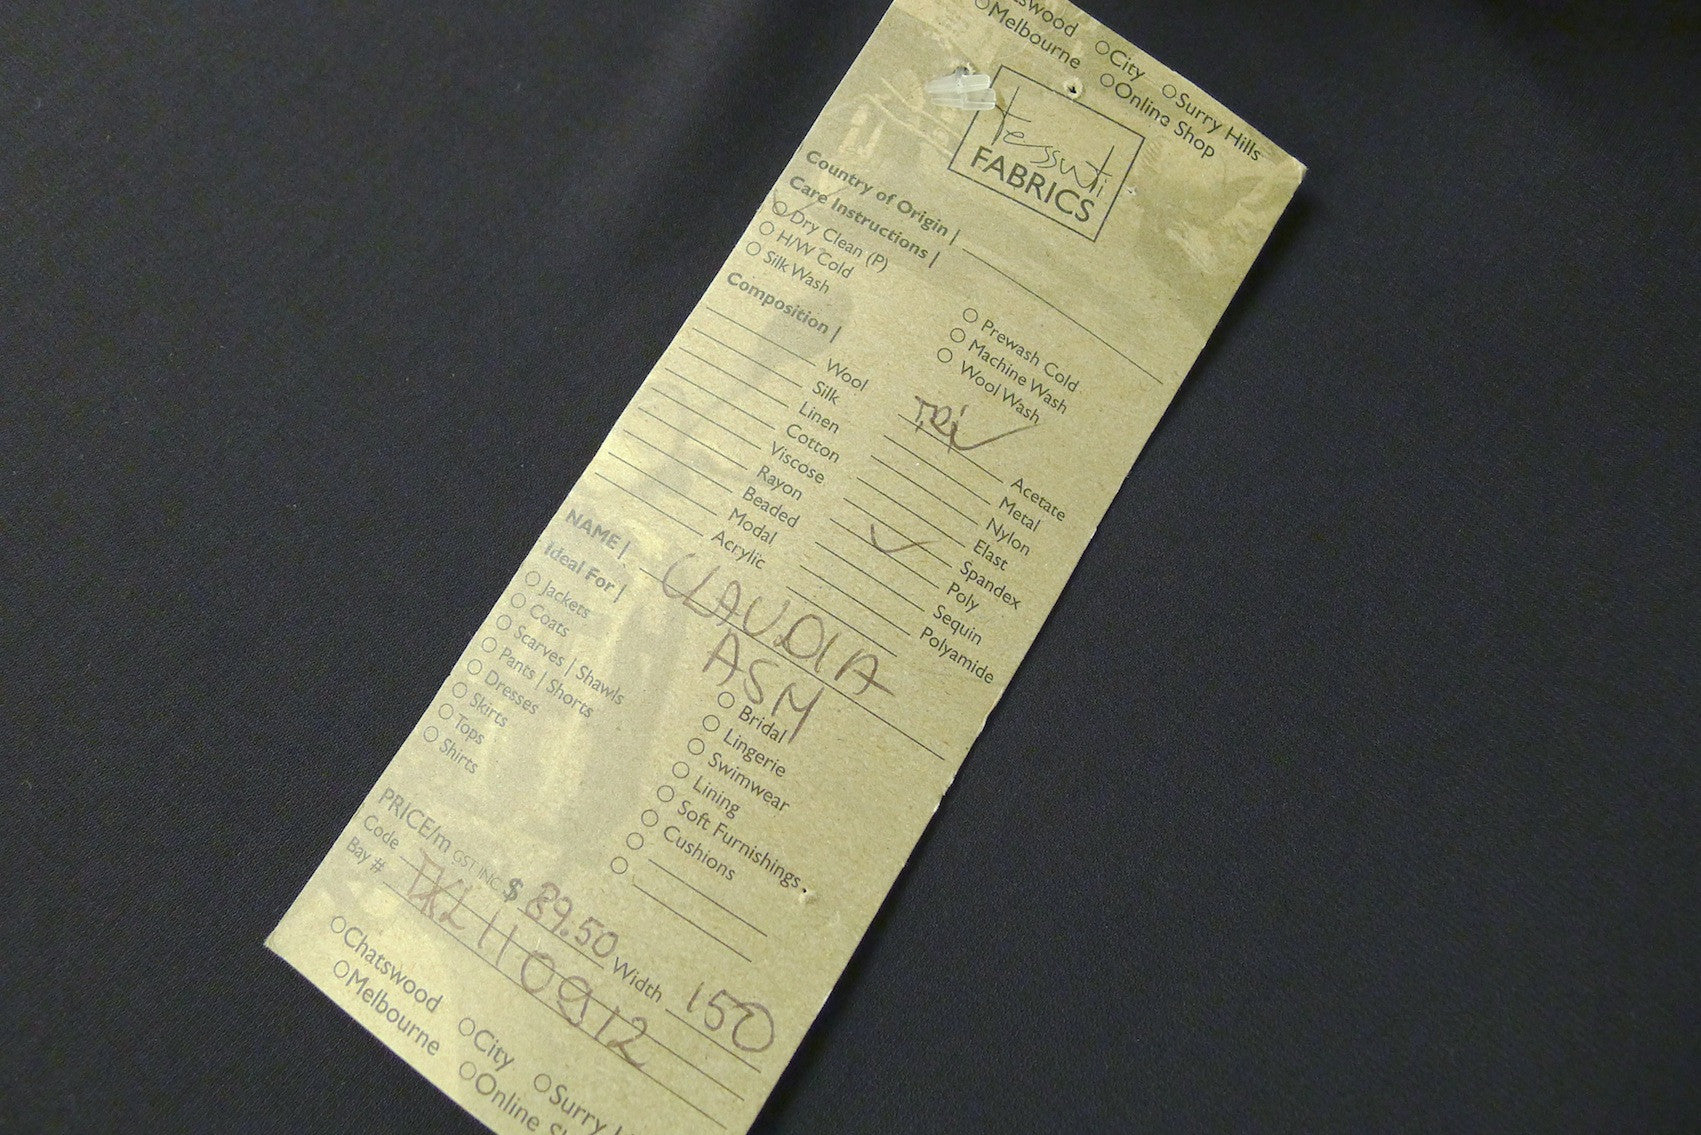 Chatswood ○City ○Surry Hills
○Melbourne ○Online Shop
Tessuti
FABRICS
Country of Origin |
Care Instructions |
○Dry Clean (P) ○ Prewash Cold
○ H/W Cold ○ Machine Wash
○ Silk Wash ○ Wool Wash
Composition |
Wool Acetate
Silk Metal
Linen Nylon
Cotton Elast
Viscose Spandex
Rayon ✓ Poly
Beaded Sequin
Modal Polyamide
Acrylic
NAME | CLAUDIA
ASM
Ideal For |
○ Jackets ○ Bridal
○ Coats ○ Lingerie
○ Scarves | Shawls ○ Swimwear
○ Pants | Shorts ○ Lining
○ Dresses ○ Soft Furnishings
○ Skirts ○ Cushions
○ Tops ○
○ Shirts ○
PRICE/m GST INC. $ 89.50 Width 150
Code 110912
Bay #
○Chatswood ○City ○Surry
○Melbourne ○Online